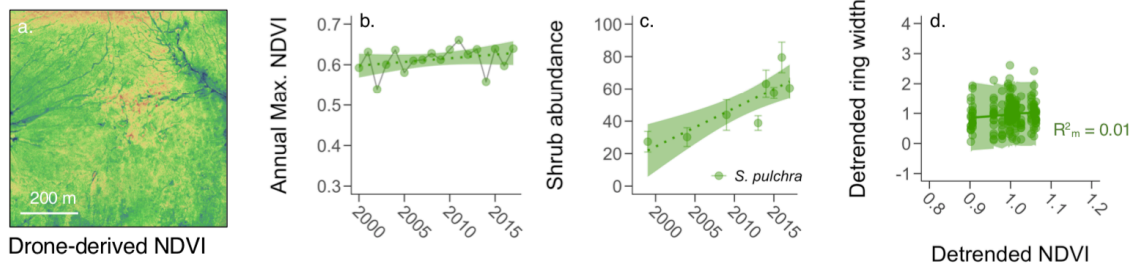 a.
200 m
Drone-derived NDVI
b.
Annual Max. NDVI
0.7
0.6
0.5
0.4
0.3
2000
2005
2010
2015
c.
Shrub abundance
100
80
60
40
20
0
S. pulchra
2000
2005
2010
2015
d.
Detrended ring width
4
3
2
1
0
-1
R²m = 0.01
0.8
0.9
1.0
1.1
1.2
Detrended NDVI